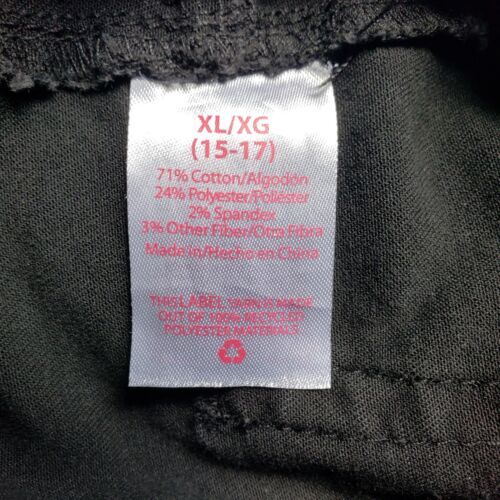 XL/XG
(15-17)
71% Cotton/Algodón
24% Polyester/Poliéster
2% Spandex
3% Other Fiber/Otra Fibra
Made in/Hecho en China
THIS LABEL YARN IS MADE
OUT OF 100% RECYCLED
POLYESTER MATERIALS